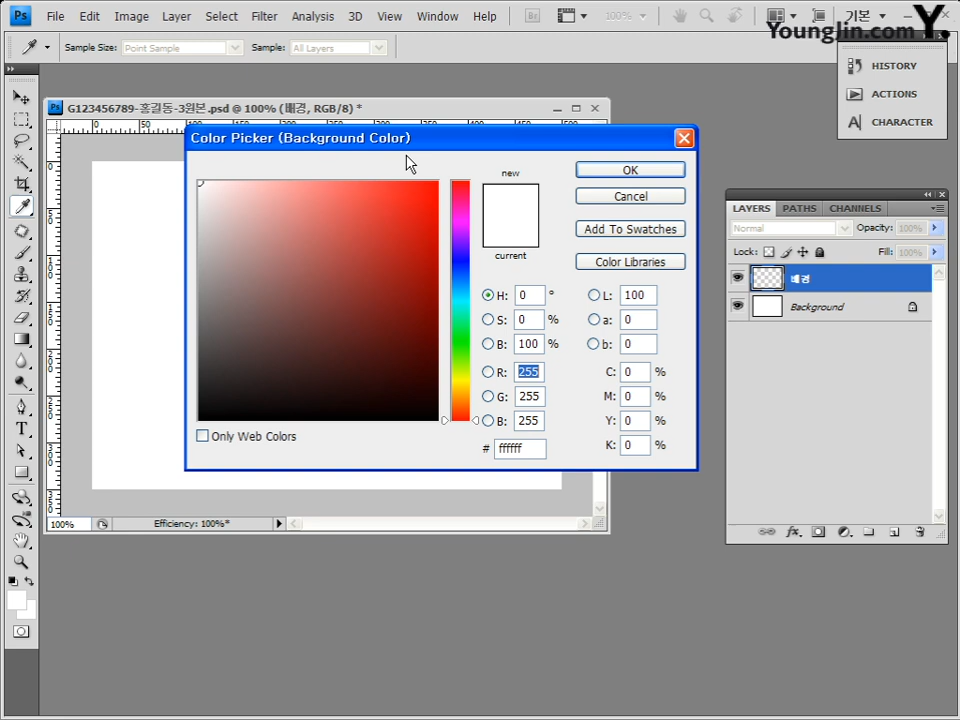 Ps File Edit Image Layer Select Filter Analysis 3D View Window Help Br 100% 기본
Sample Size: Point Sample Sample: All Layers
YoungJin.com Y.
HISTORY
ACTIONS
A CHARACTER
Ps G123456789-홍길동-3원본.psd @ 100% (배경, RGB/8) *
Color Picker (Background Color)
new
current
OK
Cancel
Add To Swatches
Color Libraries
H: 0 ° L: 100
S: 0 % a: 0
B: 100 % b: 0
R: 255 C: 0 %
G: 255 M: 0 %
B: 255 Y: 0 %
# ffffff K: 0 %
Only Web Colors
100% Efficiency: 100%*
LAYERS PATHS CHANNELS
Normal Opacity: 100%
Lock: Fill: 100%
배경
Background
fx
T